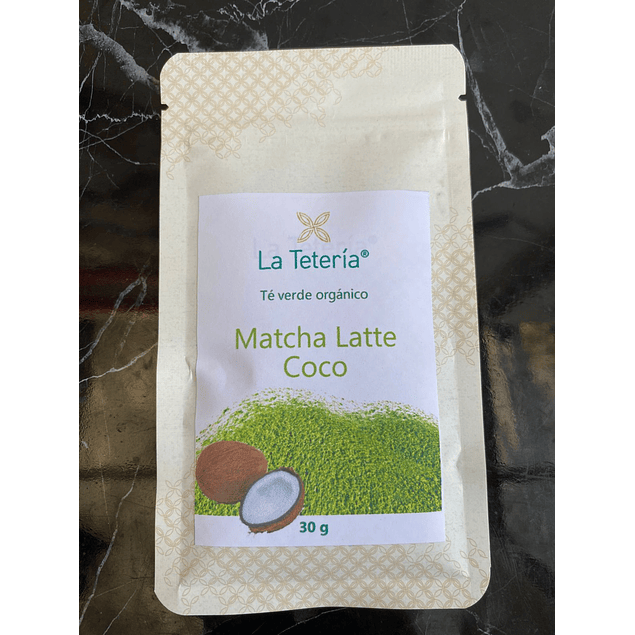 La Tetería®
Té verde orgánico
Matcha Latte
Coco
30 g